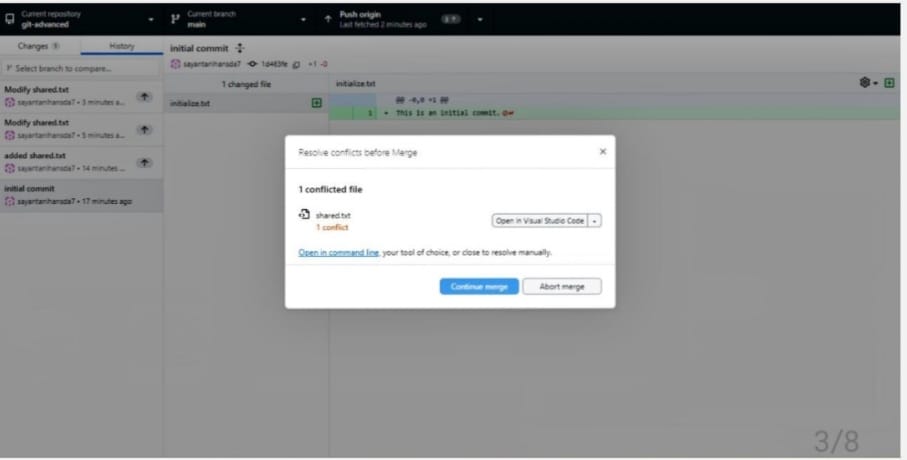 Current repository
git-advanced
Current branch
main
Push origin
Last fetched 2 minutes ago
Changes
History
Select branch to compare...
Modify shared.txt
sayantanhansda7 • 3 minutes a...
Modify shared.txt
sayantanhansda7 • 5 minutes a...
added shared.txt
sayantanhansda7 • 14 minutes ...
initial commit
sayantanhansda7 • 17 minutes ago
initial commit
sayantanhansda7
+1 -0
1 changed file
initialize.txt
initialize.txt
@@ -0,0 +1 @@
1 + This is an initial commit.
Resolve conflicts before Merge
1 conflicted file
shared.txt
1 conflict
Open in Visual Studio Code
Open in command line, your tool of choice, or close to resolve manually.
Continue merge
Abort merge
3/8